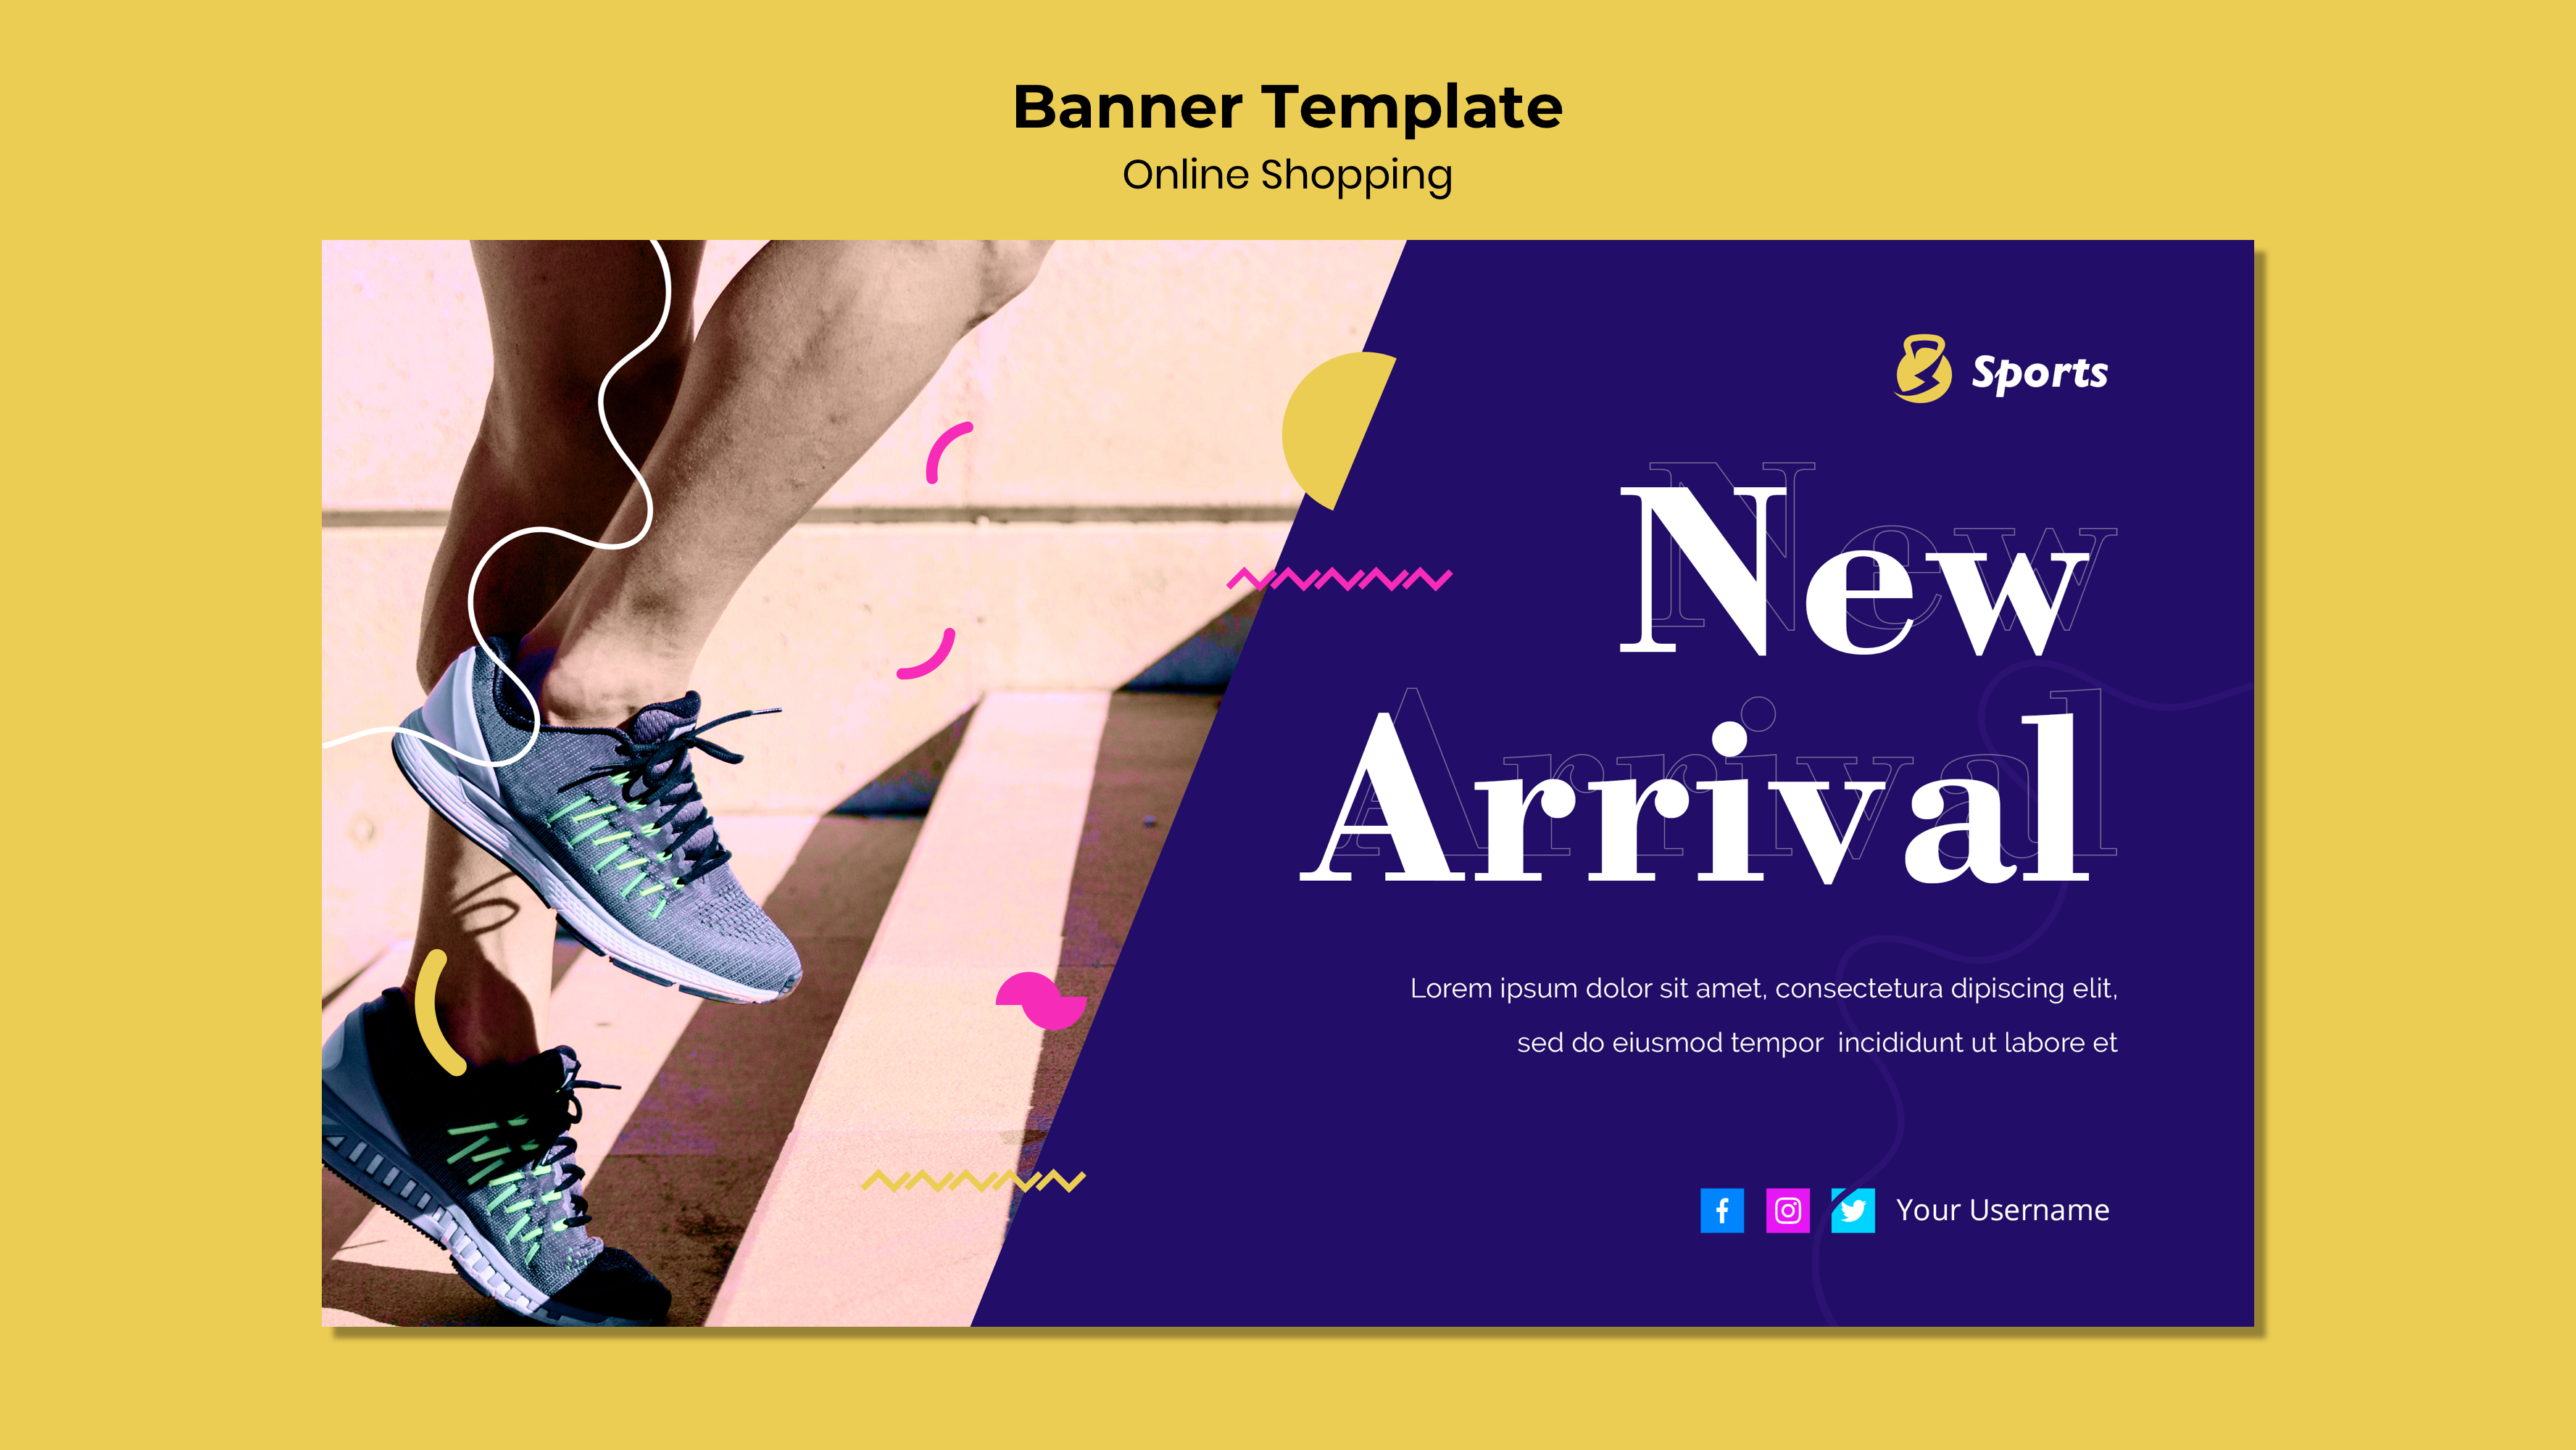 Banner Template
Online Shopping
Sports
New
Arrival
Lorem ipsum dolor sit amet, consectetura dipiscing elit,
sed do eiusmod tempor  incididunt ut labore et
Your Username